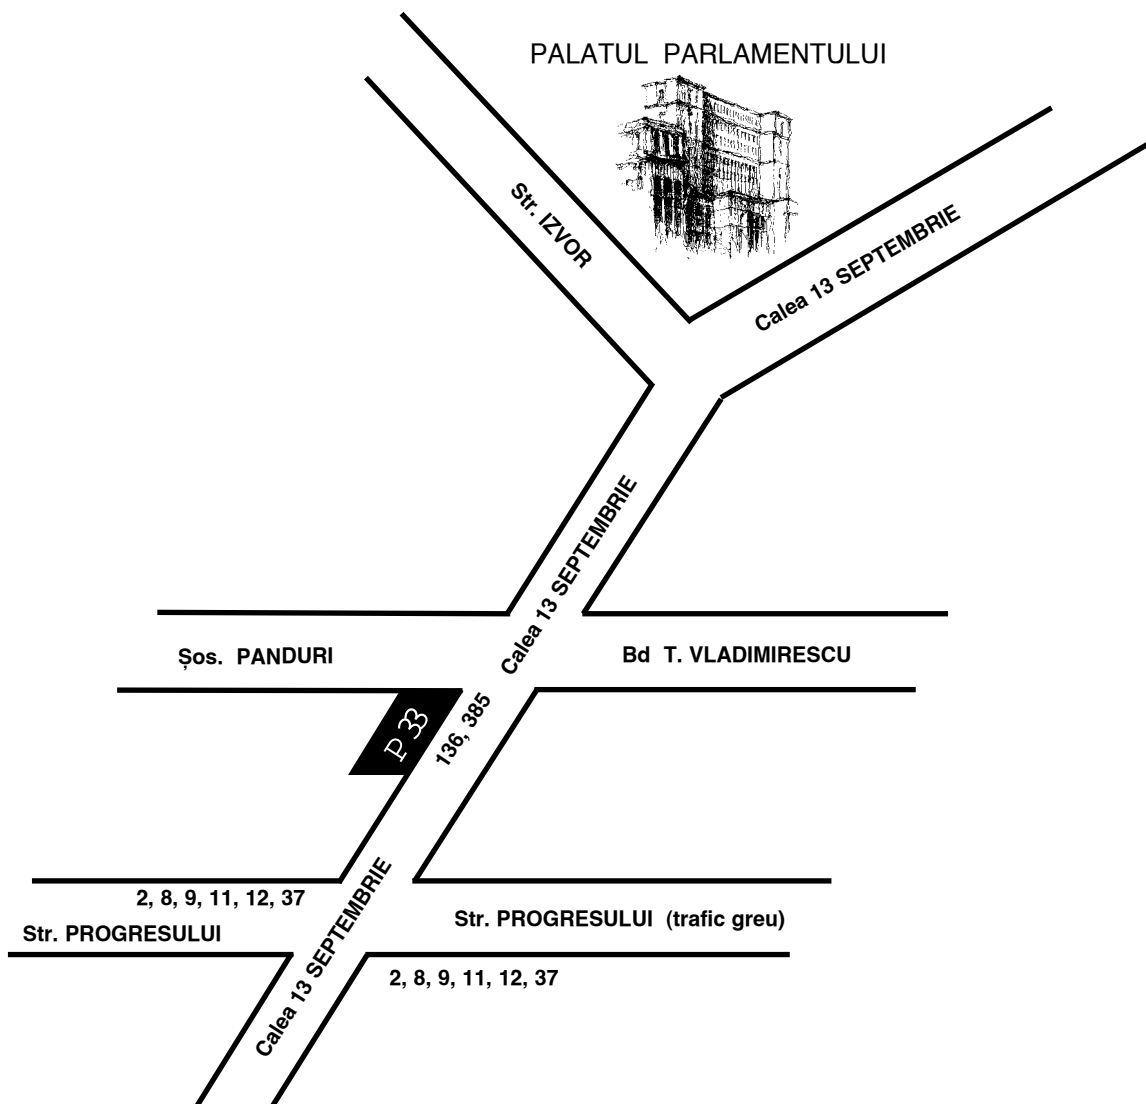 PALATUL PARLAMENTULUI
Str. IZVOR
Calea 13 SEPTEMBRIE
Calea 13 SEPTEMBRIE
Șos. PANDURI
Bd T. VLADIMIRESCU
P 33
136, 385
Calea 13 SEPTEMBRIE
2, 8, 9, 11, 12, 37
Str. PROGRESULUI
Str. PROGRESULUI (trafic greu)
2, 8, 9, 11, 12, 37